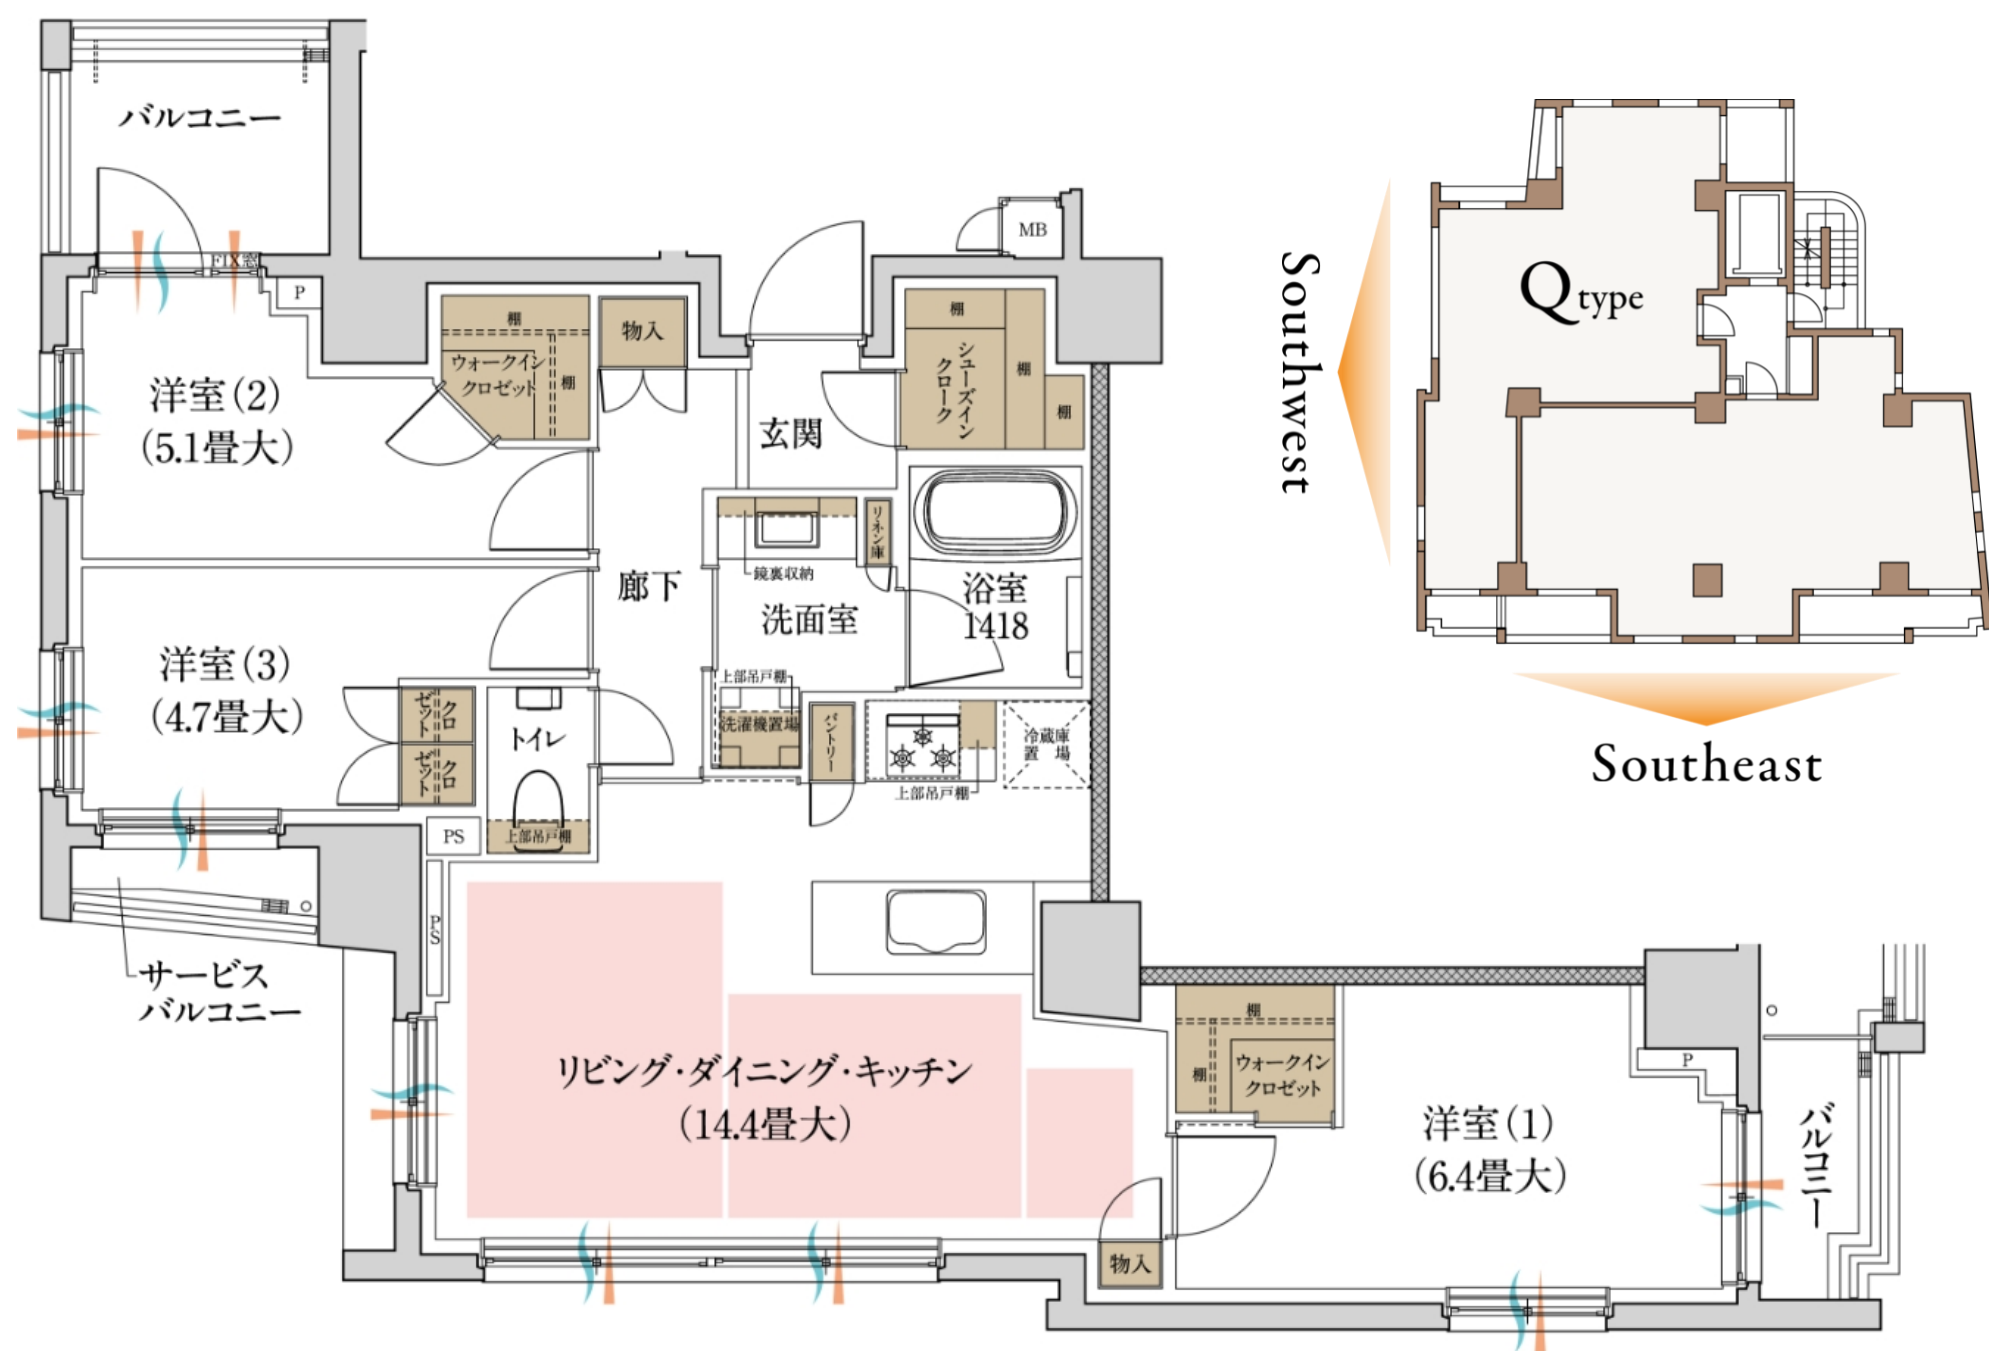 バルコニー
FIX窓
P
洋室(2)
(5.1畳大)
棚
ウォークイン
クロゼット
棚
物入
玄関
MB
棚
シューズイン
クローク
棚
棚
洋室(3)
(4.7畳大)
クロ
ゼット
クロ
ゼット
廊下
鏡裏収納
リネン庫
洗面室
浴室
1418
上部吊戸棚
洗濯機置場
パントリー
上部吊戸棚
冷蔵庫
置 場
トイレ
上部吊戸棚
PS
PS
サービス
バルコニー
リビング・ダイニング・キッチン
(14.4畳大)
棚
棚
ウォークイン
クロゼット
物入
洋室(1)
(6.4畳大)
P
バルコニー
Q type
Southwest
Southeast